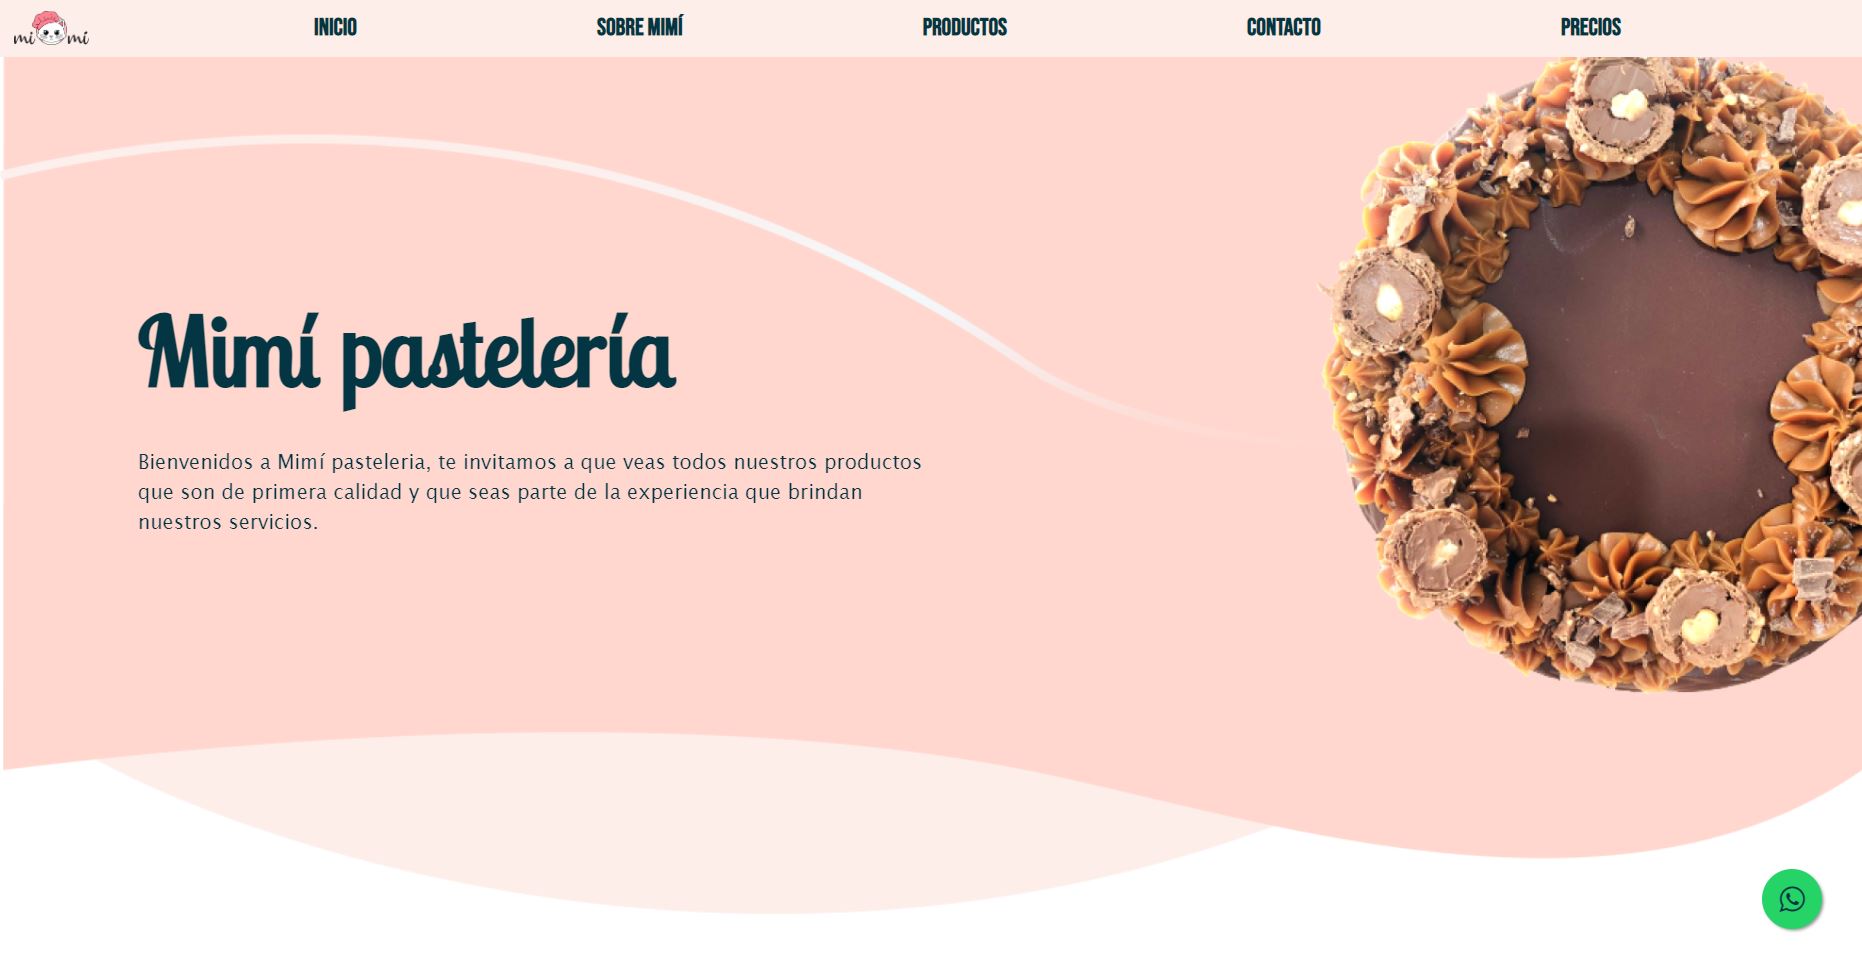 mi mí
INICIO
SOBRE MIMÍ
PRODUCTOS
CONTACTO
PRECIOS
Mimí pastelería
Bienvenidos a Mimí pasteleria, te invitamos a que veas todos nuestros productos
que son de primera calidad y que seas parte de la experiencia que brindan
nuestros servicios.